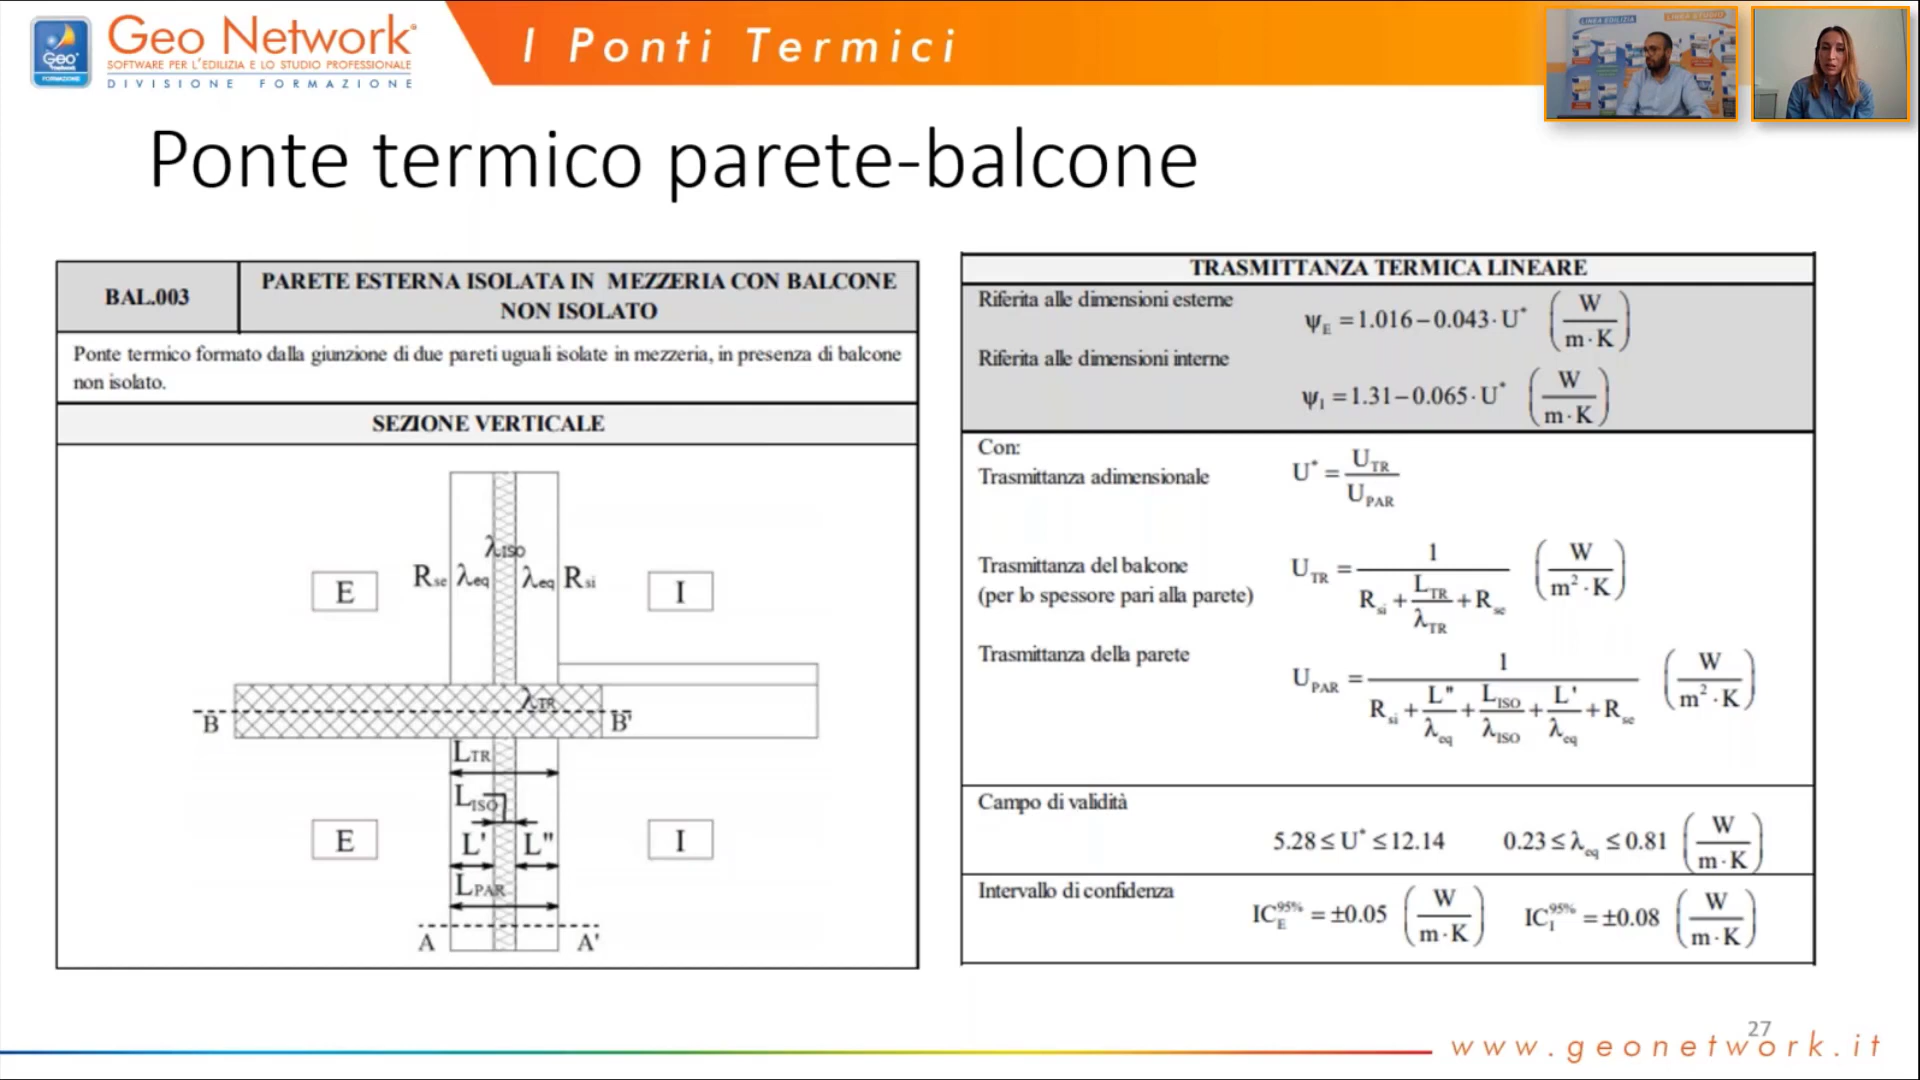 Geo Network
SOFTWARE PER L'EDILIZIA E LO STUDIO PROFESSIONALE
DIVISIONE FORMAZIONE
I Ponti Termici
LINEA EDILIZIA
LINEA STUDIO
Ponte termico parete-balcone
BAL.003
PARETE ESTERNA ISOLATA IN MEZZERIA CON BALCONE
NON ISOLATO
Ponte termico formato dalla giunzione di due pareti uguali isolate in mezzeria, in presenza di balcone
non isolato.
SEZIONE VERTICALE
λISO
E Rse λeq λeq Rsi I
λTR
B B'
LTR
LISO
E L' L" I
LPAR
A A'
TRASMITTANZA TERMICA LINEARE
Riferita alle dimensioni esterne ψE = 1.016 − 0.043 · U* (W / m · K)
Riferita alle dimensioni interne ψI = 1.31 − 0.065 · U* (W / m · K)
Con:
Trasmittanza adimensionale U* = UTR / UPAR
Trasmittanza del balcone
(per lo spessore pari alla parete) UTR = 1 / (Rsi + LTR / λTR + Rse) (W / m² · K)
Trasmittanza della parete UPAR = 1 / (Rsi + L" / λeq + LISO / λISO + L' / λeq + Rse) (W / m² · K)
Campo di validità
5.28 ≤ U* ≤ 12.14 0.23 ≤ λeq ≤ 0.81 (W / m · K)
Intervallo di confidenza
ICE95% = ±0.05 (W / m · K) ICI95% = ±0.08 (W / m · K)
27
www.geonetwork.it